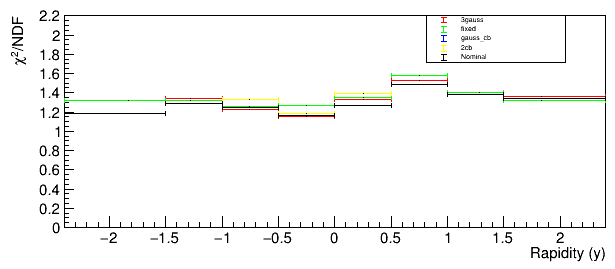 χ²/NDF
2.2
2
1.8
1.6
1.4
1.2
1
0.8
0.6
0.4
0.2
0
3gauss
fixed
gauss_cb
2cb
Nominal
−2 −1.5 −1 −0.5 0 0.5 1 1.5 2
Rapidity (y)